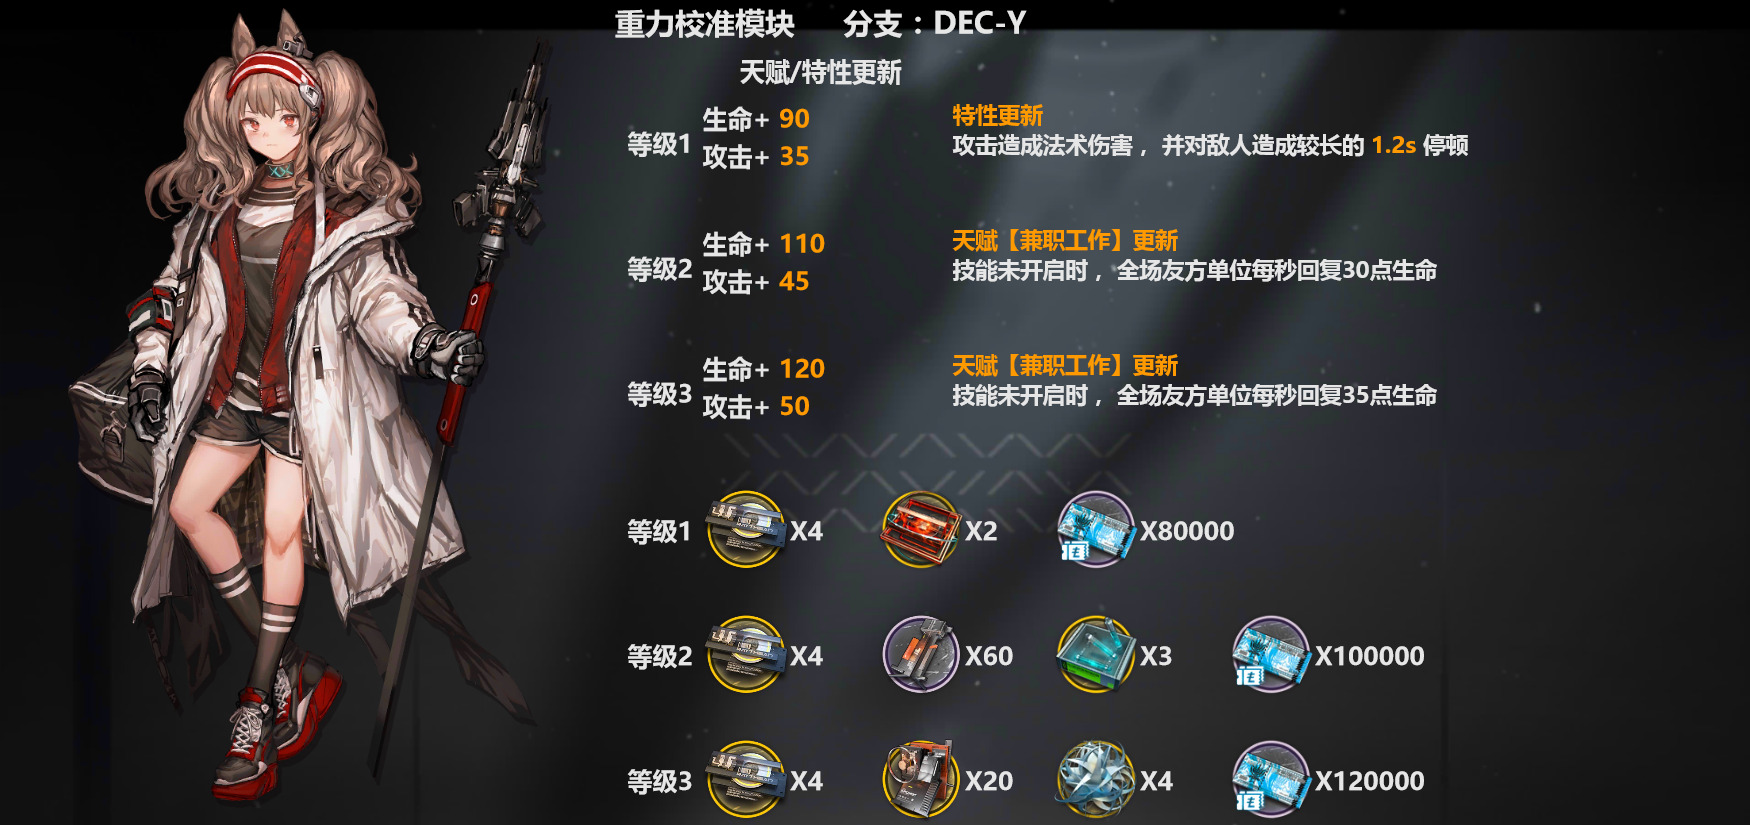 重力校准模块 分支：DEC-Y
天赋/特性更新
等级1
生命+ 90
攻击+ 35
特性更新
攻击造成法术伤害，并对敌人造成较长的 1.2s 停顿
等级2
生命+ 110
攻击+ 45
天赋【兼职工作】更新
技能未开启时，全场友方单位每秒回复30点生命
等级3
生命+ 120
攻击+ 50
天赋【兼职工作】更新
技能未开启时，全场友方单位每秒回复35点生命
等级1 X4 X2 X80000
等级2 X4 X60 X3 X100000
等级3 X4 X20 X4 X120000